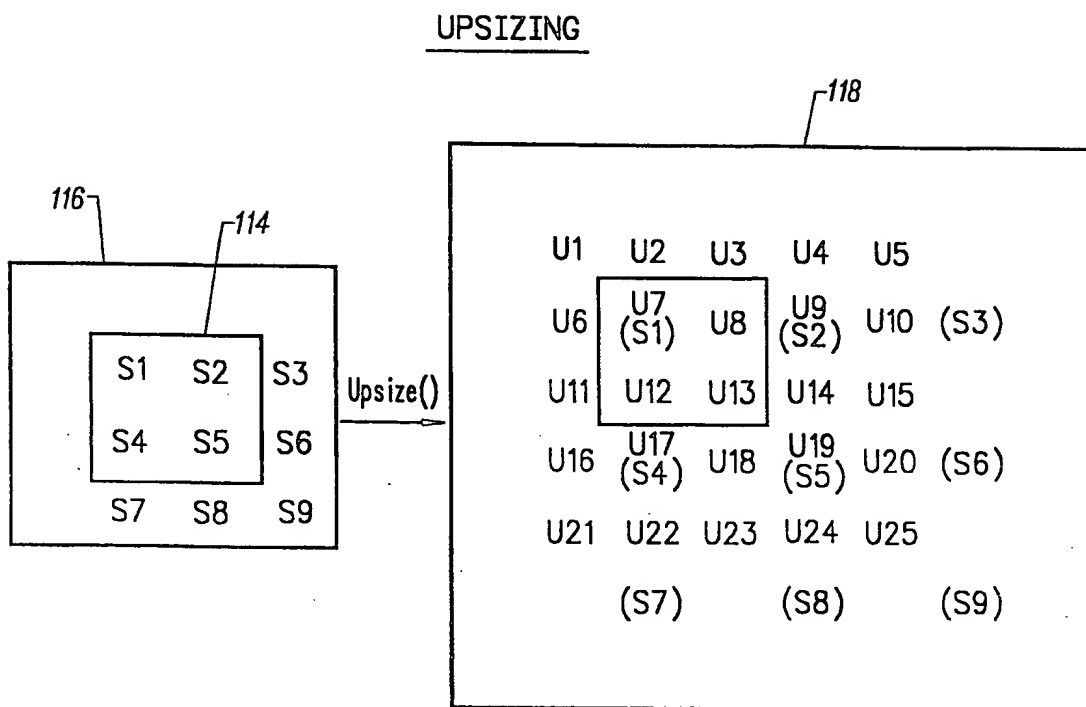 UPSIZING
118
116
114
S1 S2 S3
S4 S5 S6
S7 S8 S9
Upsize()
U1 U2 U3 U4 U5
U6 U7 (S1) U8 U9 (S2) U10 (S3)
U11 U12 U13 U14 U15
U16 U17 (S4) U18 U19 (S5) U20 (S6)
U21 U22 U23 U24 U25
(S7) (S8) (S9)